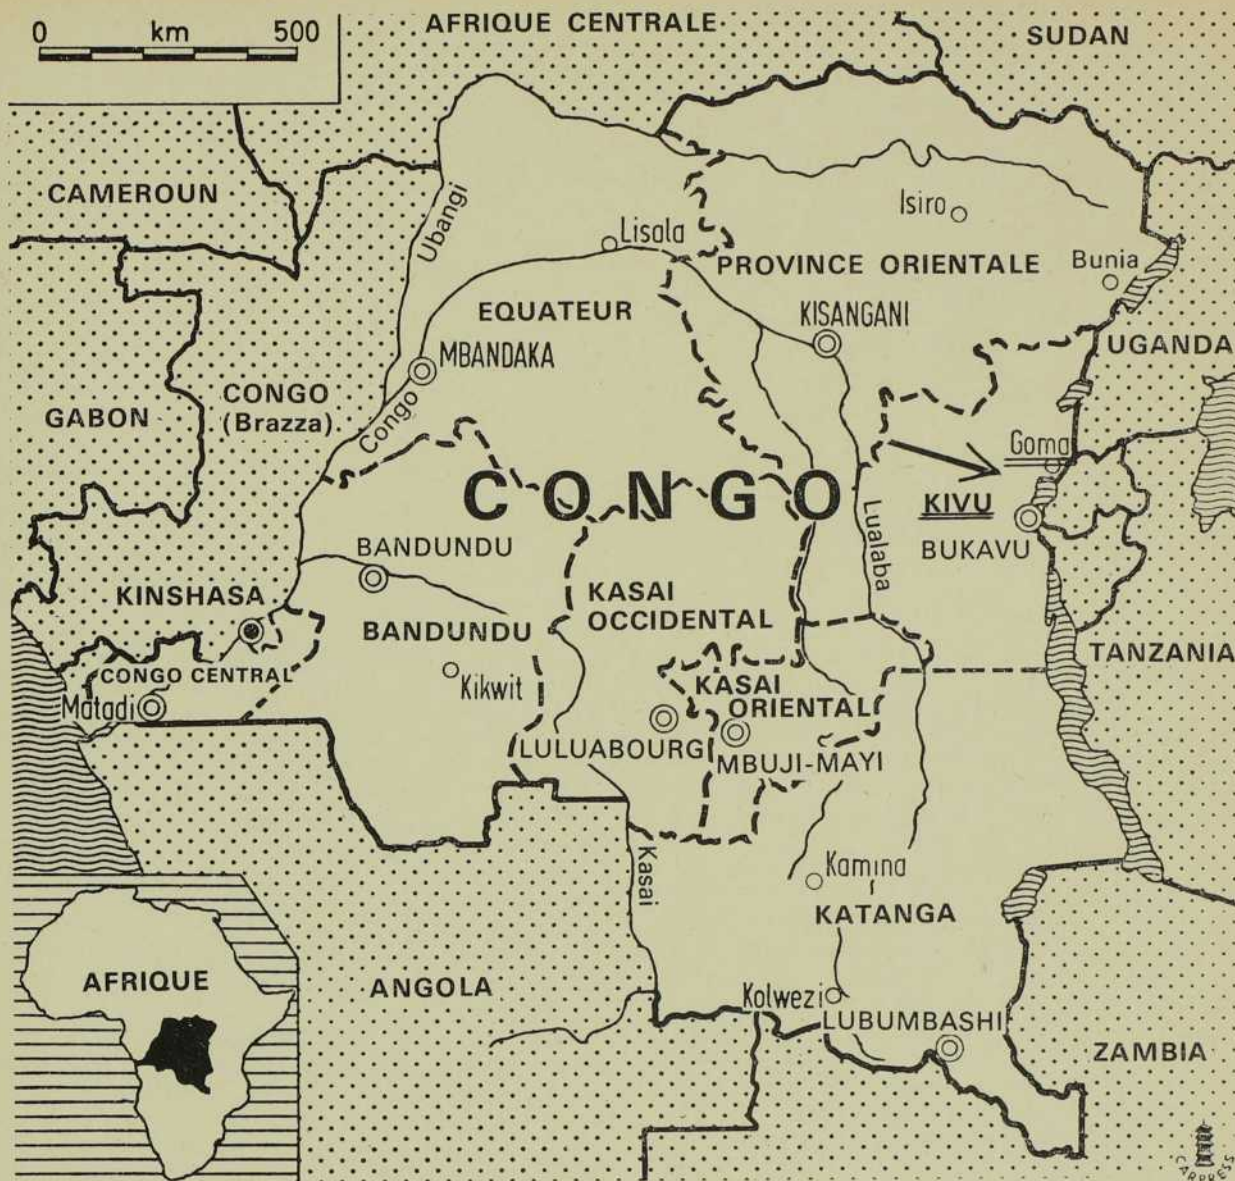 0 km 500
AFRIQUE CENTRALE
SUDAN
CAMEROUN
Ubangi
Lisala
Isiro
PROVINCE ORIENTALE
Bunia
EQUATEUR
KISANGANI
MBANDAKA
UGANDA
GABON
CONGO
(Brazza)
Congo
Goma
CONGO
KIVU
Lualaba
BUKAVU
BANDUNDU
KINSHASA
KASAI
OCCIDENTAL
BANDUNDU
TANZANIA
CONGO CENTRAL
Kikwit
KASAI
ORIENTAL
Matadi
LULUABOURG
MBUJI-MAYI
Kasai
Kamina
KATANGA
AFRIQUE
ANGOLA
Kolwezi
LUBUMBASHI
ZAMBIA
CARPRESS